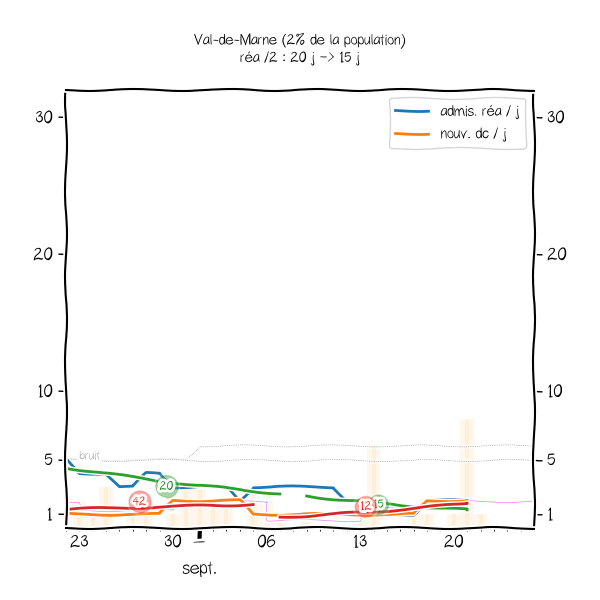 Val-de-Marne (2% de la population)
réa /2 : 20 j -> 15 j
admis. réa / j
nouv. dc / j
30 30
20 20
10 10
5 bruit 5
42 20 12 15
1 1
23 30 1 06 13 20
sept.